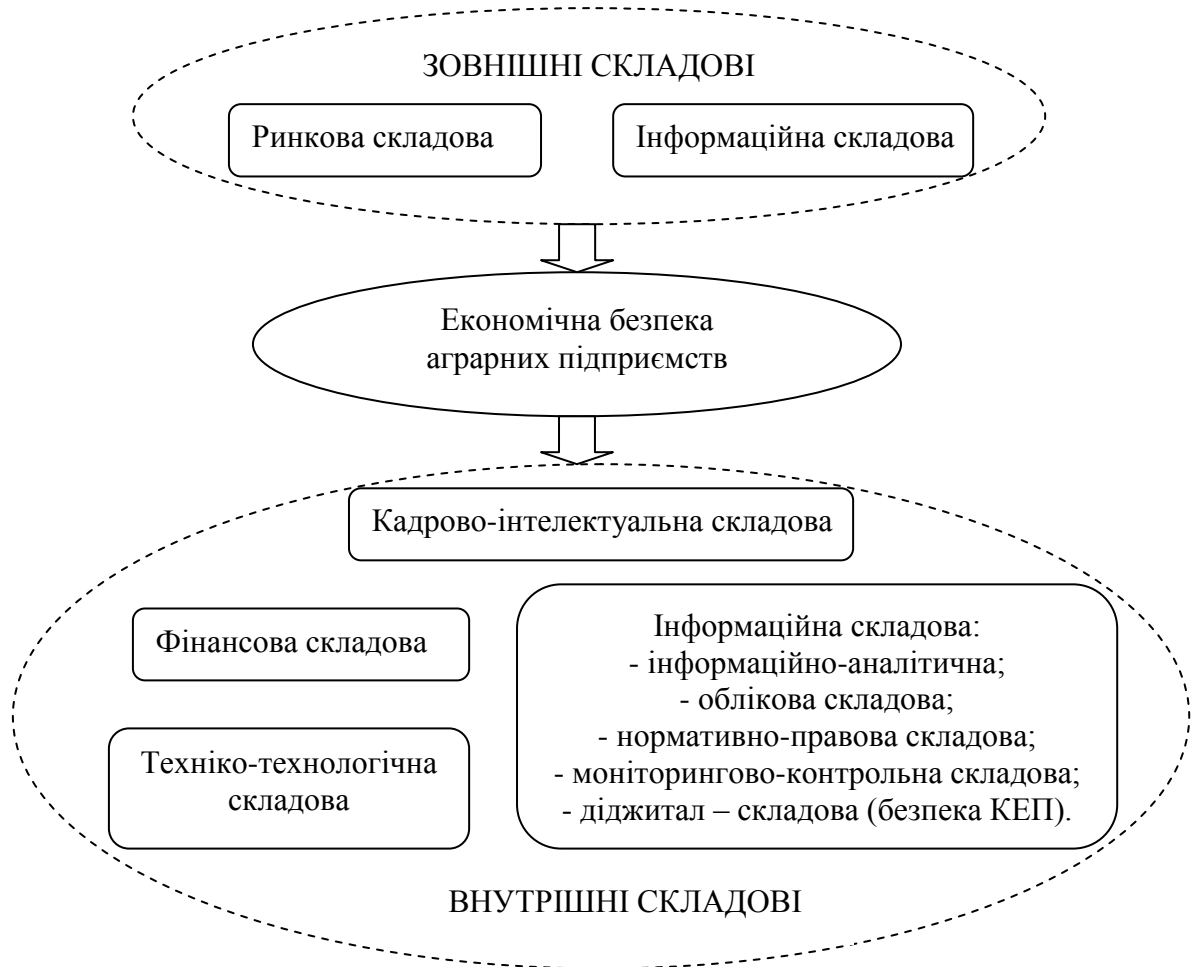 ЗОВНІШНІ СКЛАДОВІ
Ринкова складова
Інформаційна складова
Економічна безпека
аграрних підприємств
Кадрово-інтелектуальна складова
Фінансова складова
Інформаційна складова:
- інформаційно-аналітична;
- облікова складова;
- нормативно-правова складова;
- моніторингово-контрольна складова;
- діджитал – складова (безпека КЕП).
Техніко-технологічна
складова
ВНУТРІШНІ СКЛАДОВІ